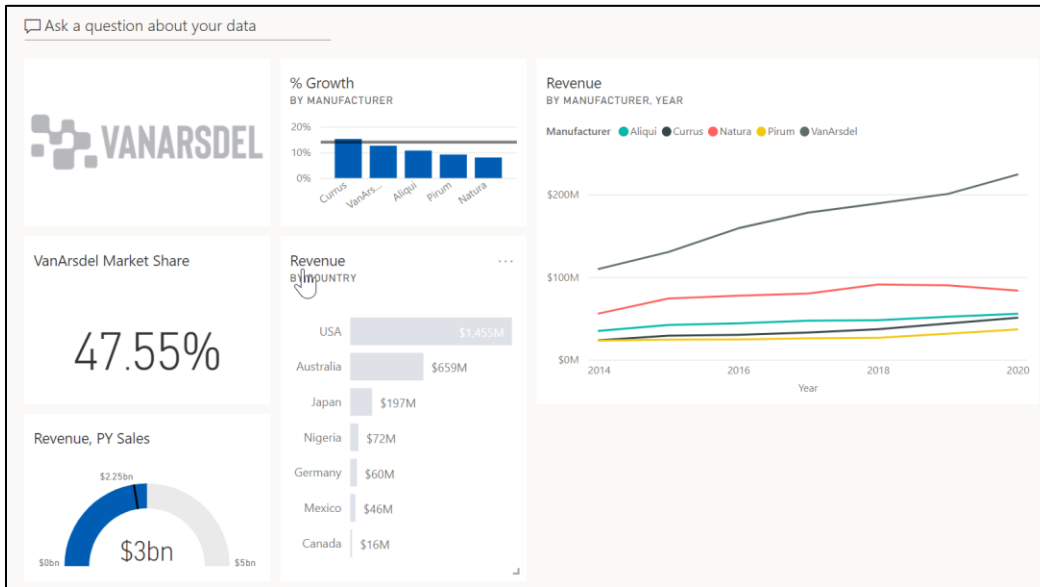 Ask a question about your data
VANARSDEL
% Growth
BY MANUFACTURER
20%
10%
0%
Currus
VanArs...
Aliqui
Pirum
Natura
Revenue
BY MANUFACTURER, YEAR
Manufacturer Aliqui Currus Natura Pirum VanArsdel
$200M
$100M
$0M
2014 2016 2018 2020
Year
VanArsdel Market Share
47.55%
Revenue
...
BY COUNTRY
USA $1,455M
Australia $659M
Japan $197M
Nigeria $72M
Germany $60M
Mexico $46M
Canada $16M
Revenue, PY Sales
$2.25bn
$0bn $3bn $5bn